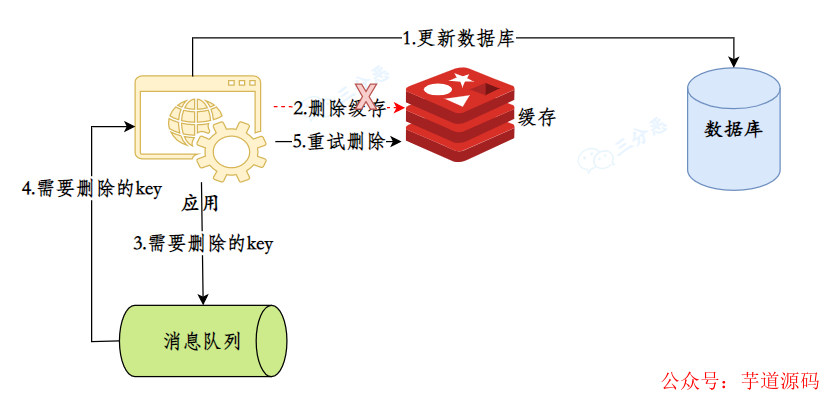 1.更新数据库
三分恶
2.删除缓存
缓存
5.重试删除
数据库
三分恶
4.需要删除的key
应用
3.需要删除的key
消息队列
公众号：芋道源码